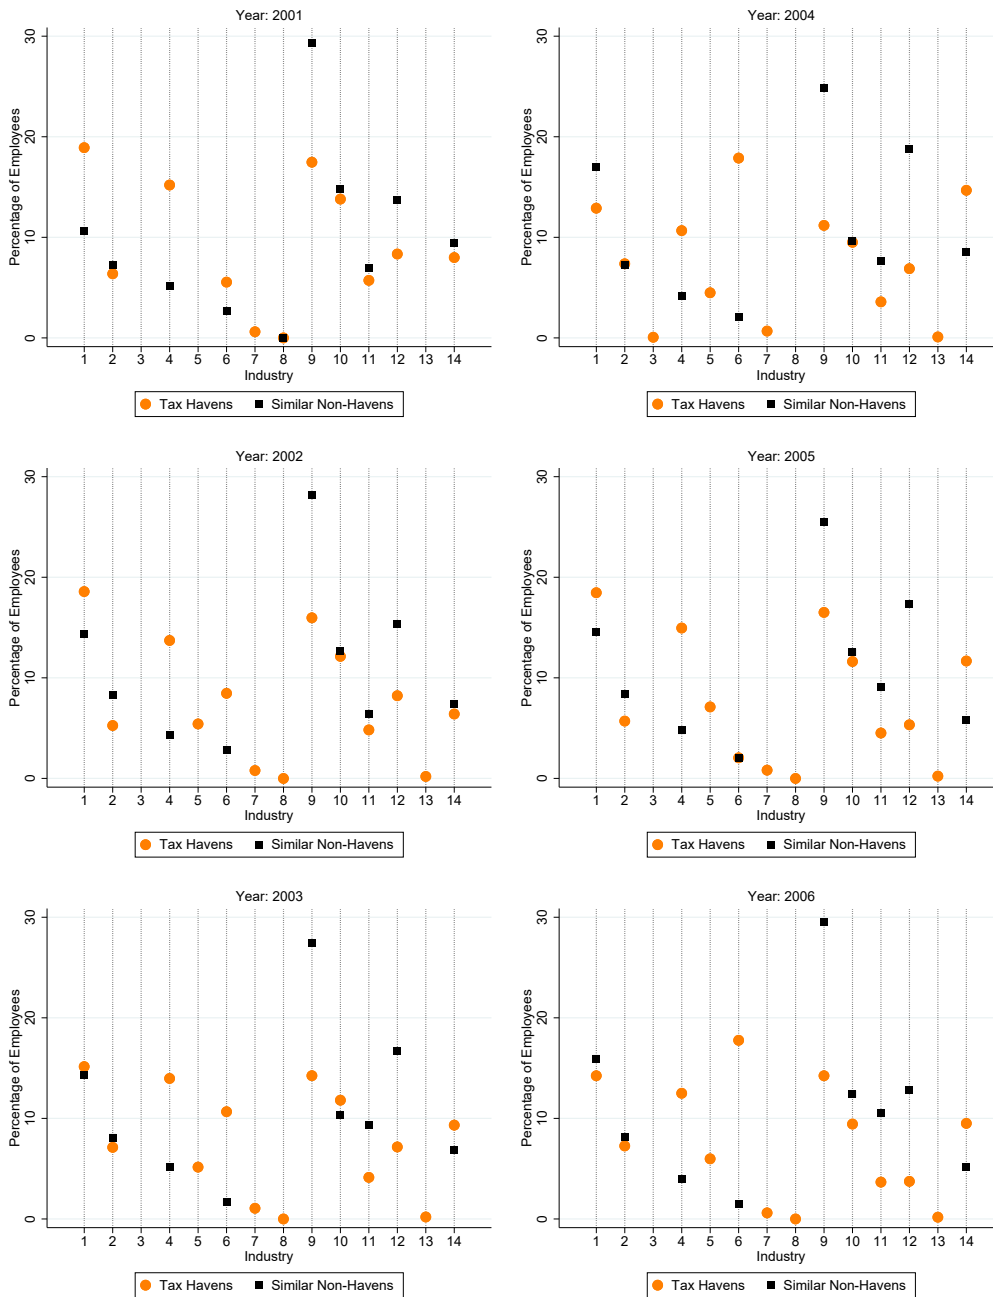 Year: 2001
Percentage of Employees
30
20
10
0
1 2 3 4 5 6 7 8 9 10 11 12 13 14
Industry
Tax Havens Similar Non-Havens
Year: 2004
Percentage of Employees
30
20
10
0
1 2 3 4 5 6 7 8 9 10 11 12 13 14
Industry
Tax Havens Similar Non-Havens
Year: 2002
Percentage of Employees
30
20
10
0
1 2 3 4 5 6 7 8 9 10 11 12 13 14
Industry
Tax Havens Similar Non-Havens
Year: 2005
Percentage of Employees
30
20
10
0
1 2 3 4 5 6 7 8 9 10 11 12 13 14
Industry
Tax Havens Similar Non-Havens
Year: 2003
Percentage of Employees
30
20
10
0
1 2 3 4 5 6 7 8 9 10 11 12 13 14
Industry
Tax Havens Similar Non-Havens
Year: 2006
Percentage of Employees
30
20
10
0
1 2 3 4 5 6 7 8 9 10 11 12 13 14
Industry
Tax Havens Similar Non-Havens